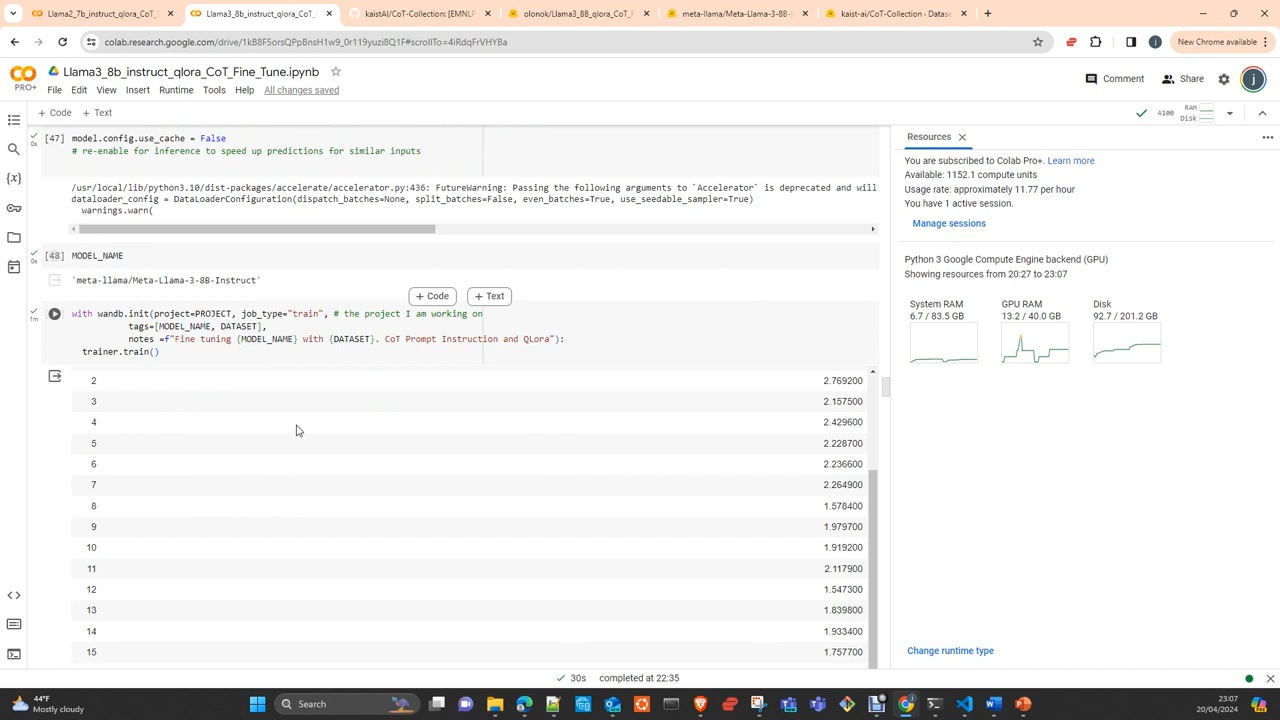 Llama2_7b_instruct_qlora_CoT_F
Llama3_8b_instruct_qlora_CoT_
kaistAI/CoT-Collection: [EMNLP
olonok/Llama3_8B_qlora_CoT_F
meta-llama/Meta-Llama-3-8B-
kaist-ai/CoT-Collection · Datase
colab.research.google.com/drive/1kB8F5orsQPpBnsH1w9_0r119yuzi8Q1F#scrollTo=4iRdqFrVHYBa
New Chrome available
Llama3_8b_instruct_qlora_CoT_Fine_Tune.ipynb
PRO+
File Edit View Insert Runtime Tools Help All changes saved
Comment
Share
j
+ Code + Text
A100
RAM
Disk
[47] model.config.use_cache = False
0s
# re-enable for inference to speed up predictions for similar inputs
/usr/local/lib/python3.10/dist-packages/accelerate/accelerator.py:436: FutureWarning: Passing the following arguments to `Accelerator` is deprecated and will
dataloader_config = DataLoaderConfiguration(dispatch_batches=None, split_batches=False, even_batches=True, use_seedable_sampler=True)
warnings.warn(
[48] MODEL_NAME
0s
'meta-llama/Meta-Llama-3-8B-Instruct'
+ Code + Text
with wandb.init(project=PROJECT, job_type="train", # the project I am working on
1m
tags=[MODEL_NAME, DATASET],
notes =f"Fine tuning {MODEL_NAME} with {DATASET}. CoT Prompt Instruction and QLora"):
trainer.train()
2 2.769200
3 2.157500
4 2.429600
5 2.228700
6 2.236600
7 2.264900
8 1.578400
9 1.979700
10 1.919200
11 2.117900
12 1.547300
13 1.839800
14 1.933400
15 1.757700
Resources
You are subscribed to Colab Pro+. Learn more
Available: 1152.1 compute units
Usage rate: approximately 11.77 per hour
You have 1 active session.
Manage sessions
Python 3 Google Compute Engine backend (GPU)
Showing resources from 20:27 to 23:07
System RAM
6.7 / 83.5 GB
GPU RAM
13.2 / 40.0 GB
Disk
92.7 / 201.2 GB
Change runtime type
30s completed at 22:35
44°F
Mostly cloudy
Search
23:07
20/04/2024